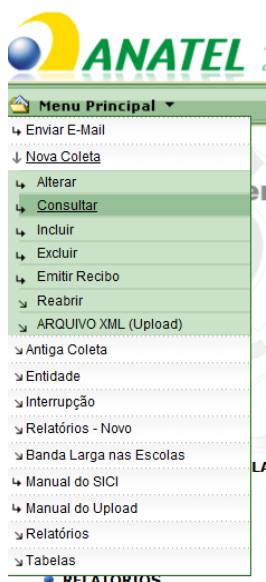 ANATEL
Menu Principal
Enviar E-Mail
Nova Coleta
Alterar
Consultar
Incluir
Excluir
Emitir Recibo
Reabrir
ARQUIVO XML (Upload)
Antiga Coleta
Entidade
Interrupção
Relatórios - Novo
Banda Larga nas Escolas
Manual do SICI
Manual do Upload
Relatórios
Tabelas
RELATORIOS